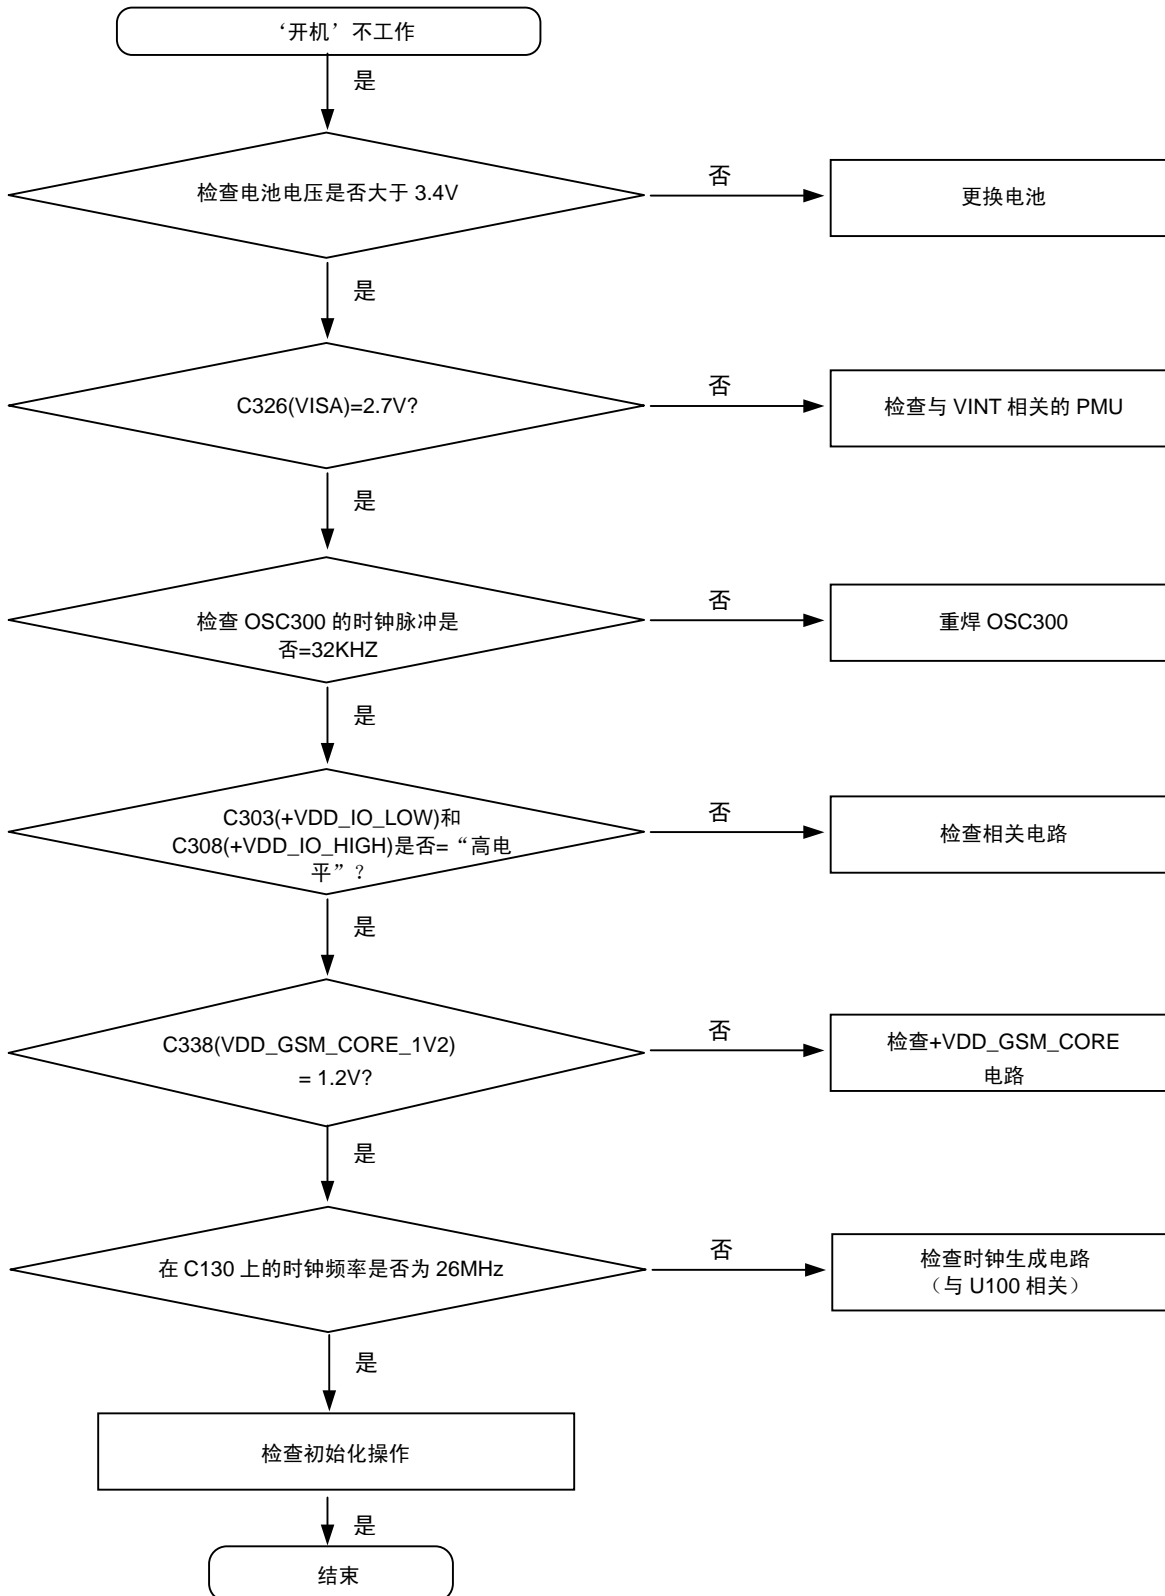 ‘开机’不工作
是
检查电池电压是否大于 3.4V
否
更换电池
是
C326(VISA)=2.7V?
否
检查与 VINT 相关的 PMU
是
检查 OSC300 的时钟脉冲是
否=32KHZ
否
重焊 OSC300
是
C303(+VDD_IO_LOW)和
C308(+VDD_IO_HIGH)是否=“高电
平”?
否
检查相关电路
是
C338(VDD_GSM_CORE_1V2)
= 1.2V?
否
检查+VDD_GSM_CORE
电路
是
在 C130 上的时钟频率是否为 26MHz
否
检查时钟生成电路
（与 U100 相关）
是
检查初始化操作
是
结束